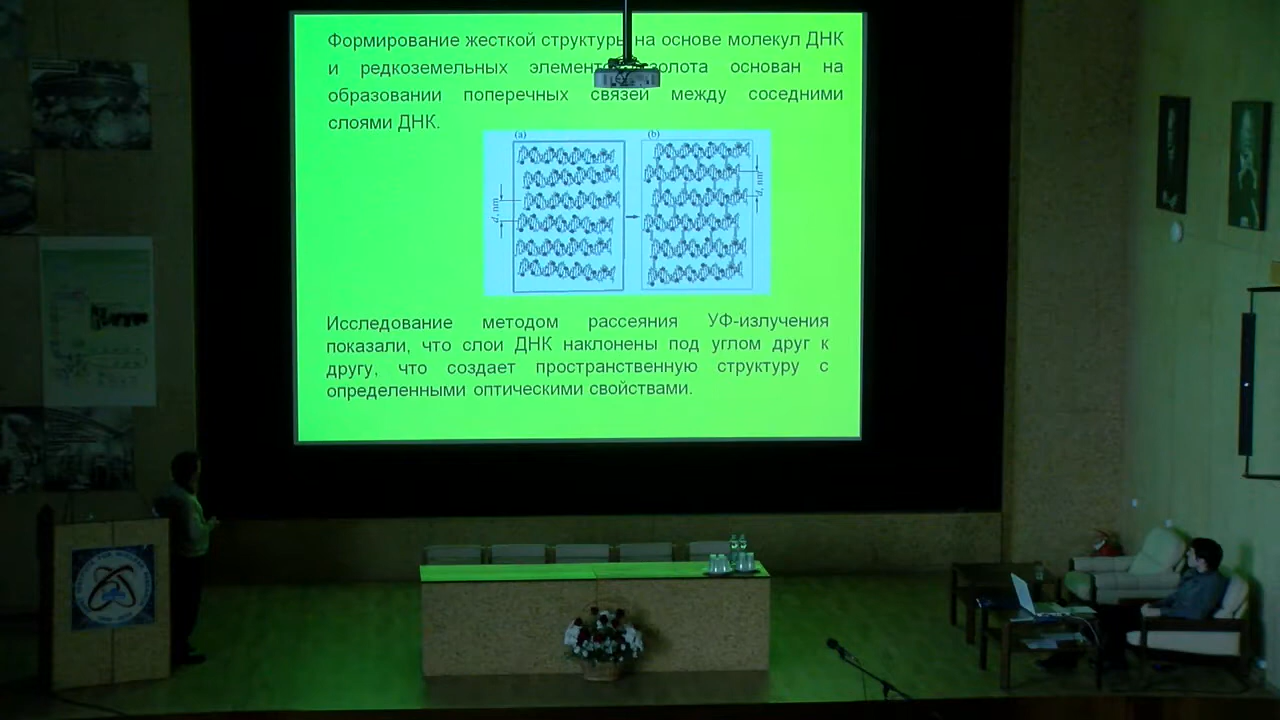 Формирование жесткой структуры на основе молекул ДНК
и редкоземельных золота основан на
образовании поперечных связей между соседними
слоями ДНК.
(a) (b)
d, nm
d, nm
Исследование методом рассеяния УФ-излучения
показали, что слои ДНК наклонены под углом друг к
другу, что создает пространственную структуру с
определенными оптическими свойствами.